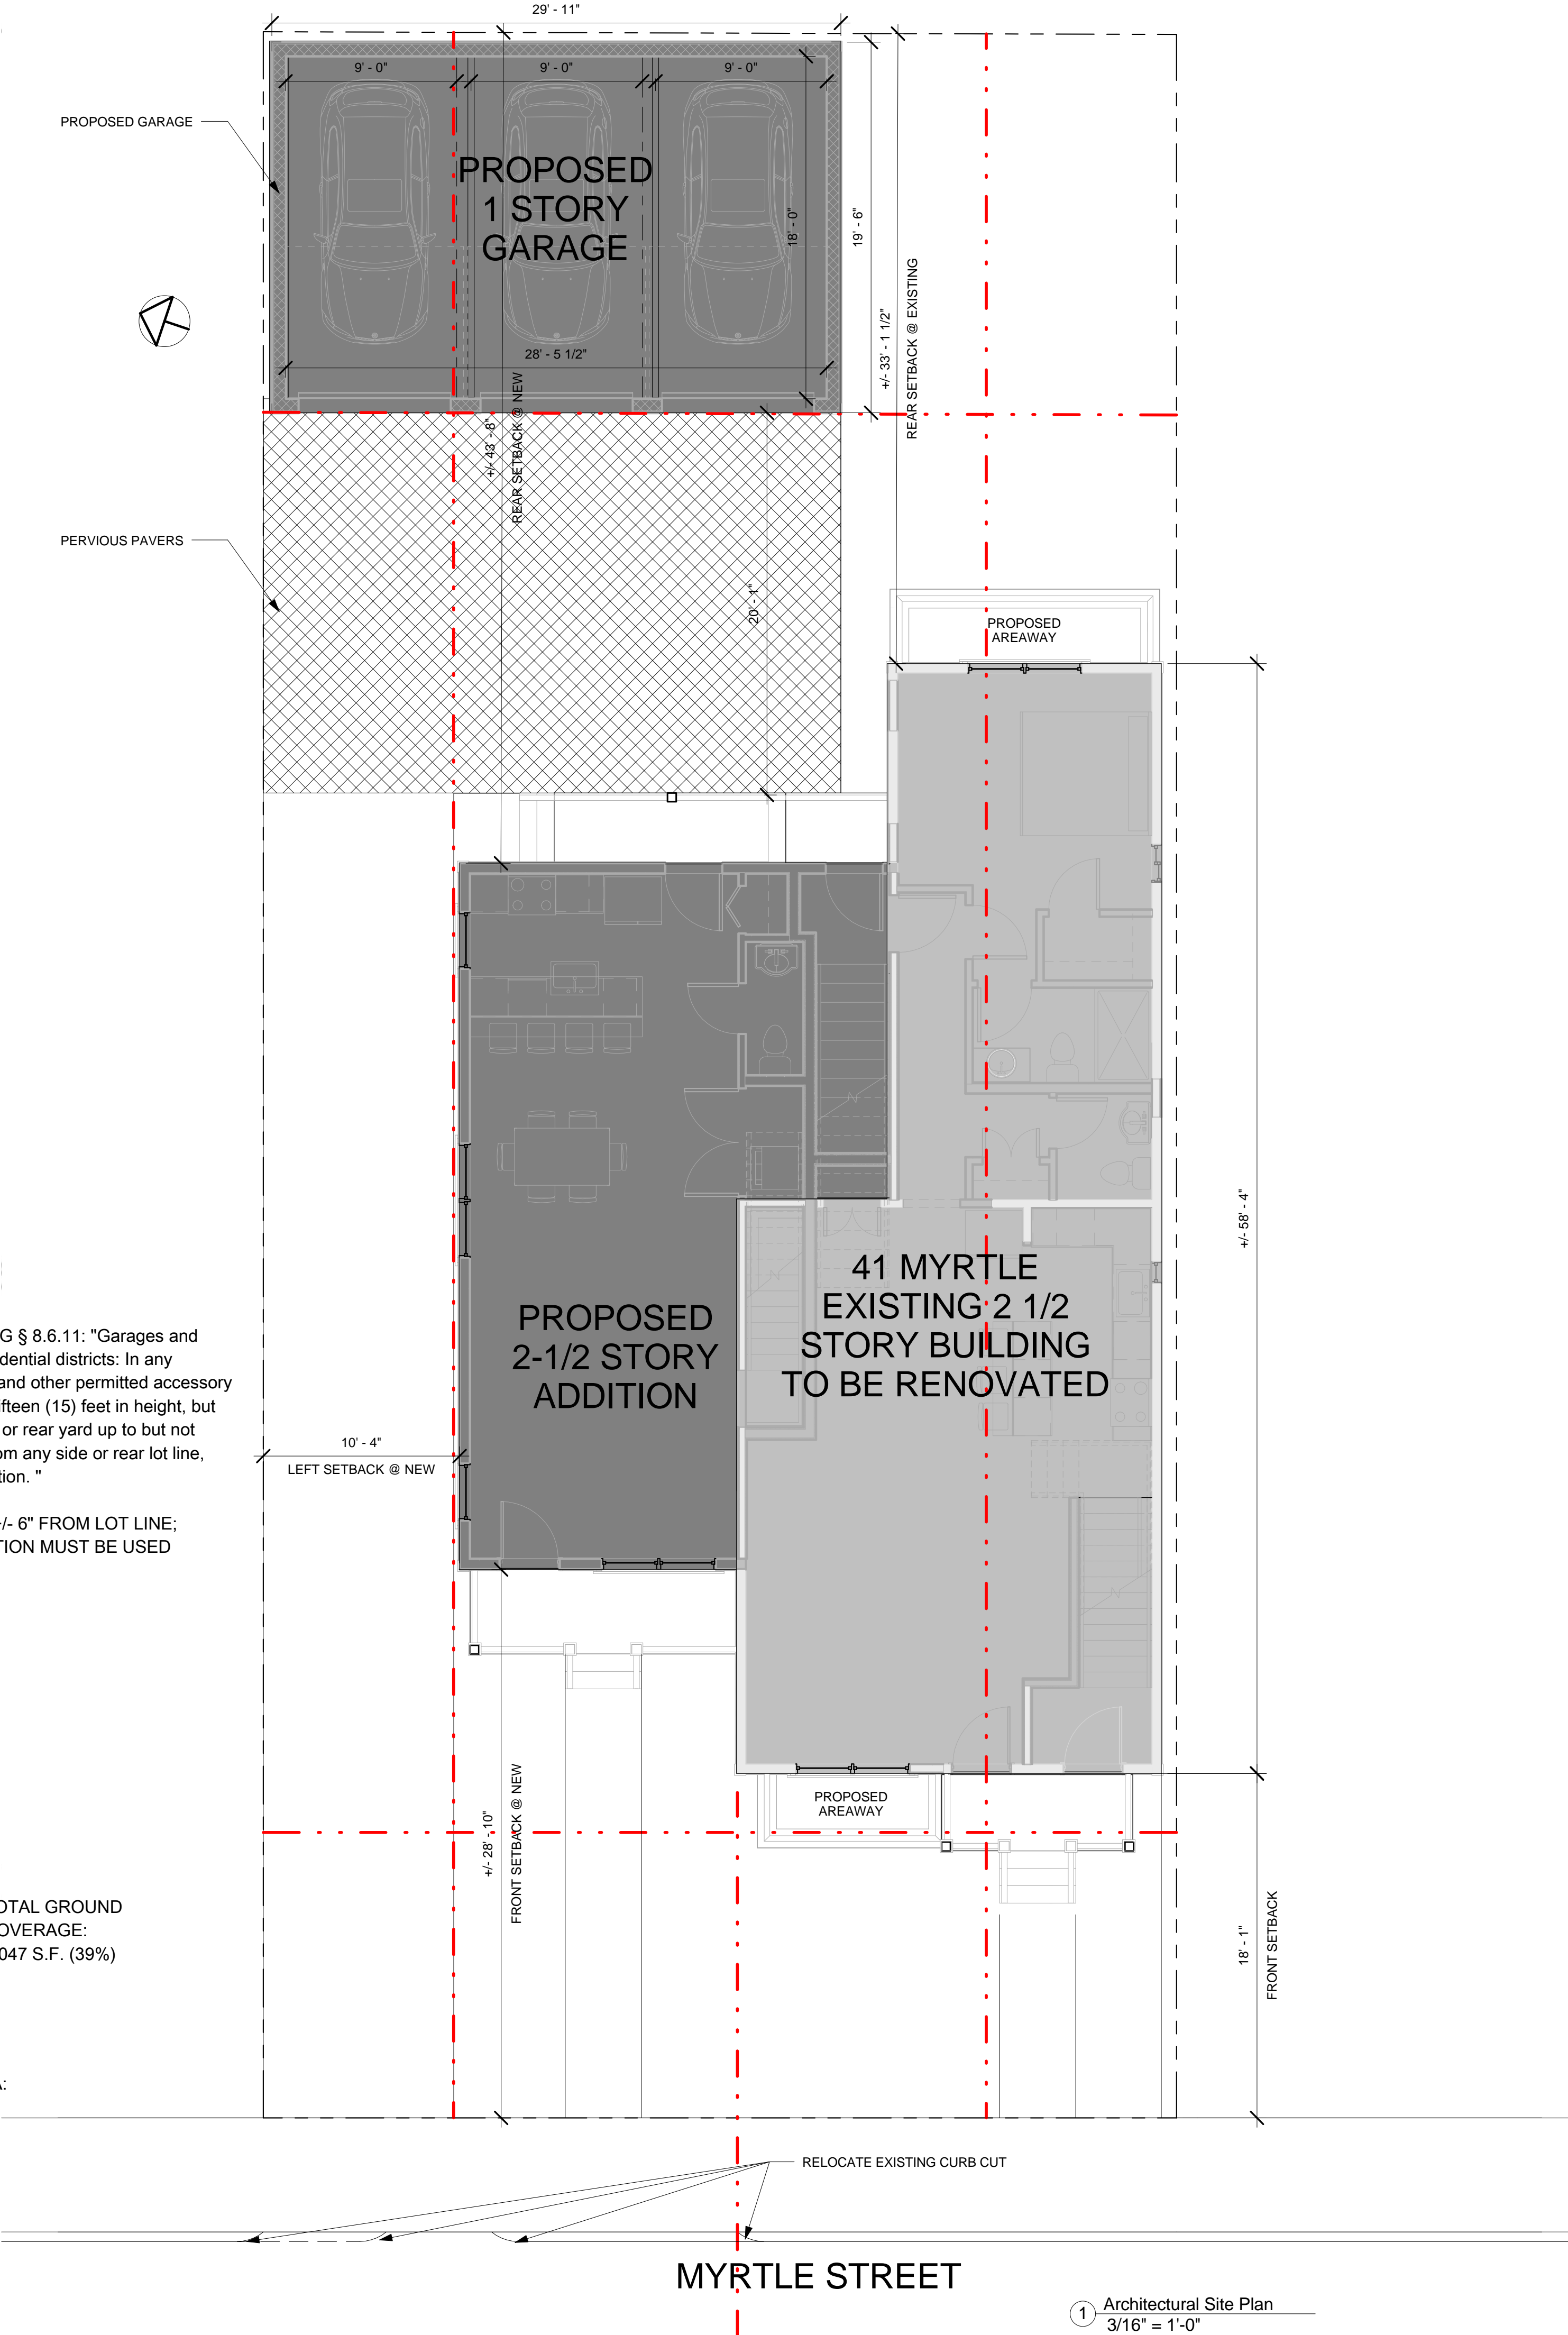 29' - 11"
9' - 0"
9' - 0"
9' - 0"
PROPOSED GARAGE
PROPOSED
1 STORY
GARAGE
18' - 0"
19' - 6"
28' - 5 1/2"
+/- 33' - 1 1/2"
REAR SETBACK @ EXISTING
+/- 43' - 8"
REAR SETBACK @ NEW
PERVIOUS PAVERS
20' - 1"
PROPOSED
AREAWAY
+/- 58' - 4"
41 MYRTLE
EXISTING 2 1/2
STORY BUILDING
TO BE RENOVATED
PROPOSED
2-1/2 STORY
ADDITION
G § 8.6.11: "Garages and
dential districts: In any
and other permitted accessory
ifteen (15) feet in height, but
or rear yard up to but not
om any side or rear lot line,
tion. "
/- 6" FROM LOT LINE;
TION MUST BE USED
10' - 4"
LEFT SETBACK @ NEW
PROPOSED
AREAWAY
+/- 28' - 10"
FRONT SETBACK @ NEW
18' - 1"
FRONT SETBACK
OTAL GROUND
OVERAGE:
047 S.F. (39%)
A:
RELOCATE EXISTING CURB CUT
MYRTLE STREET
1
Architectural Site Plan
3/16" = 1'-0"